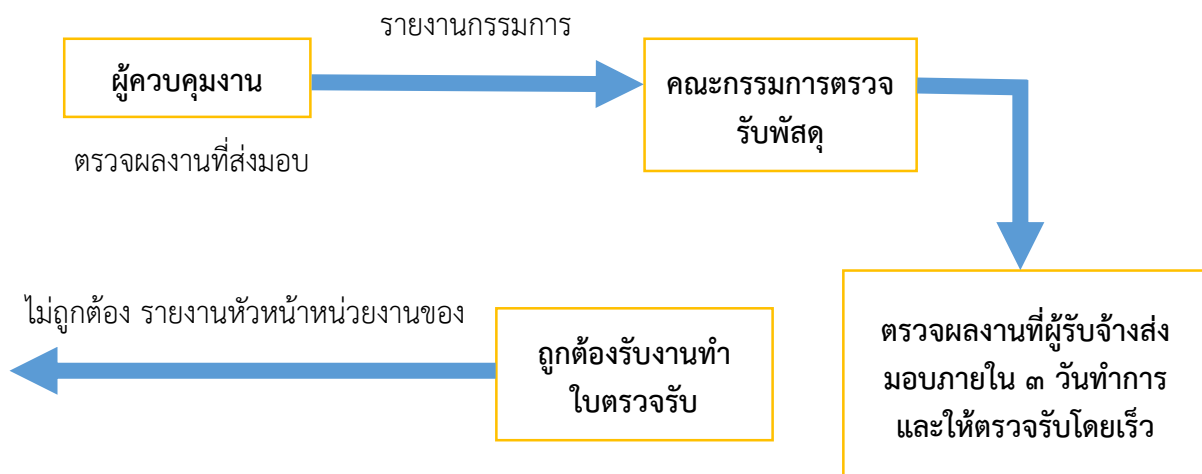 รายงานกรรมการ
ผู้ควบคุมงาน
คณะกรรมการตรวจ
รับพัสดุ
ตรวจผลงานที่ส่งมอบ
ไม่ถูกต้อง รายงานหัวหน้าหน่วยงานของ
ถูกต้องรับงานทำ
ใบตรวจรับ
ตรวจผลงานที่ผู้รับจ้างส่ง
มอบภายใน ๓ วันทำการ
และให้ตรวจรับโดยเร็ว